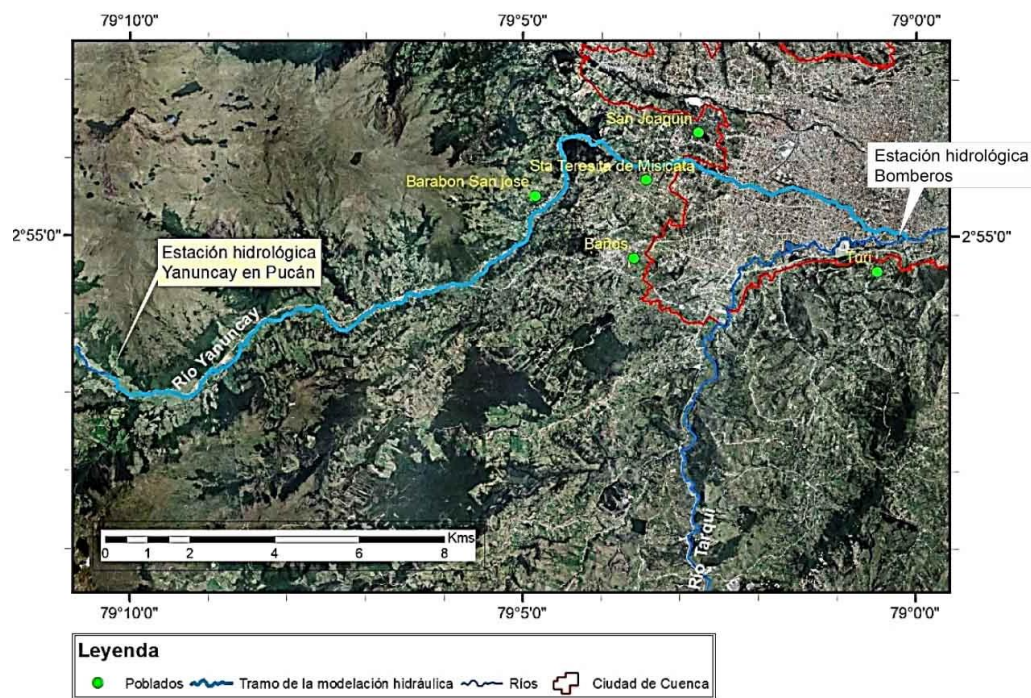 79°10'0"
79°5'0"
79°0'0"
San Joaquin
Sta Teresita de Misicata
Estación hidrológica
Bomberos
Barabon San jose
2°55'0"
2°55'0"
Estación hidrológica
Yanuncay en Pucán
Baños
Turi
Río Yanuncay
Río Tarqui
Kms
0 1 2 4 6 8
79°10'0"
79°5'0"
79°0'0"
Leyenda
Poblados
Tramo de la modelación hidráulica
Ríos
Ciudad de Cuenca